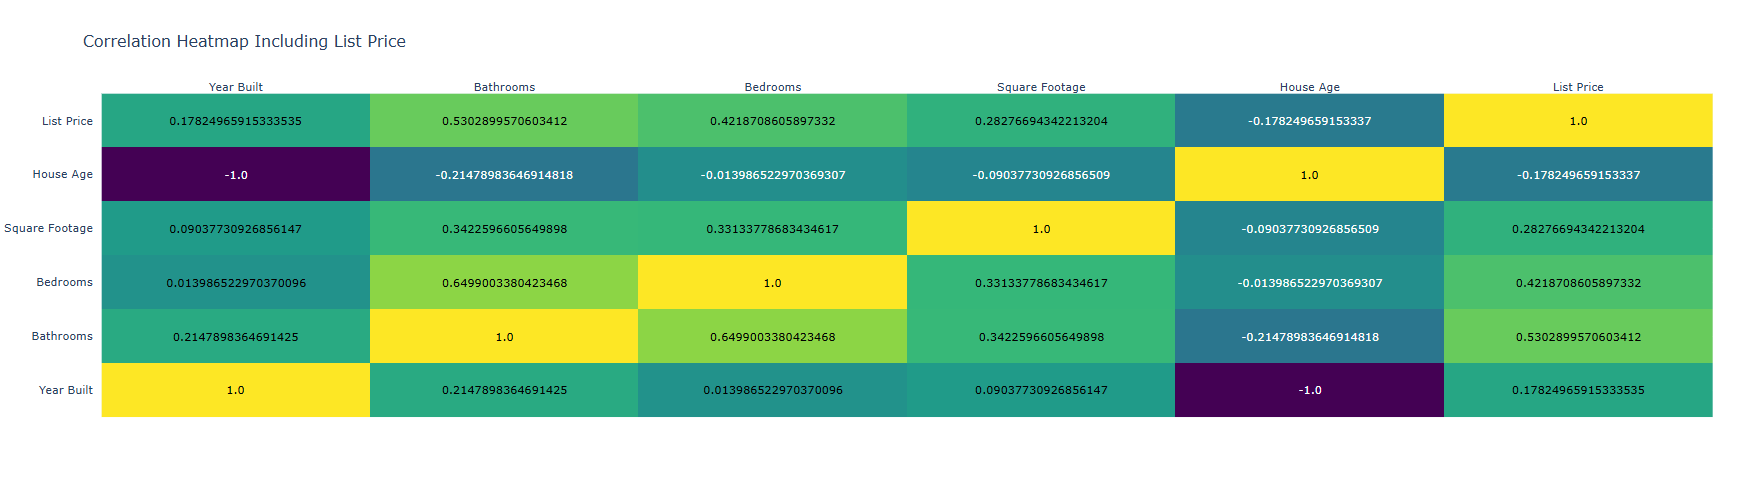 Correlation Heatmap Including List Price
Year Built Bathrooms Bedrooms Square Footage House Age List Price
List Price 0.17824965915333535 0.5302899570603412 0.4218708605897332 0.28276694342213204 -0.178249659153337 1.0
House Age -1.0 -0.21478983646914818 -0.013986522970369307 -0.09037730926856509 1.0 -0.178249659153337
Square Footage 0.09037730926856147 0.3422596605649898 0.33133778683434617 1.0 -0.09037730926856509 0.28276694342213204
Bedrooms 0.013986522970370096 0.6499003380423468 1.0 0.33133778683434617 -0.013986522970369307 0.4218708605897332
Bathrooms 0.2147898364691425 1.0 0.6499003380423468 0.3422596605649898 -0.21478983646914818 0.5302899570603412
Year Built 1.0 0.2147898364691425 0.013986522970370096 0.09037730926856147 -1.0 0.17824965915333535